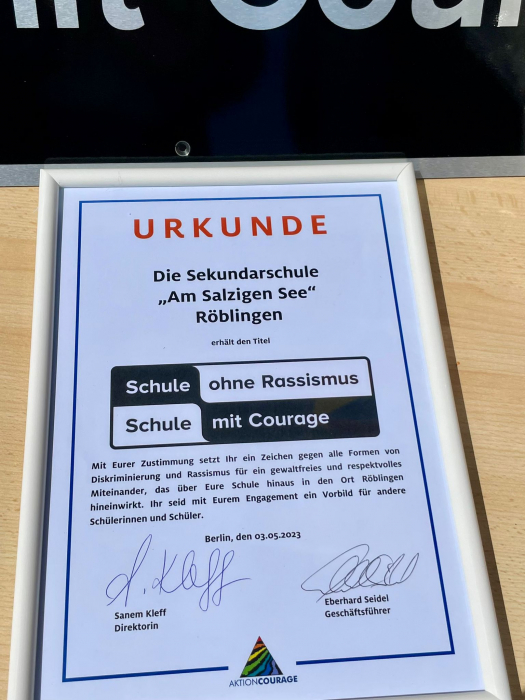 mit Cour
URKUNDE
Die Sekundarschule
„Am Salzigen See“
Röblingen
erhält den Titel
Schule ohne Rassismus
Schule mit Courage
Mit Eurer Zustimmung setzt Ihr ein Zeichen gegen alle Formen von
Diskriminierung und Rassismus für ein gewaltfreies und respektvolles
Miteinander, das über Eure Schule hinaus in den Ort Röblingen
hineinwirkt. Ihr seid mit Eurem Engagement ein Vorbild für andere
Schülerinnen und Schüler.
Berlin, den 03.05.2023
S. Kleff
Sanem Kleff
Direktorin
Eberhard Seidel
Geschäftsführer
AKTIONCOURAGE